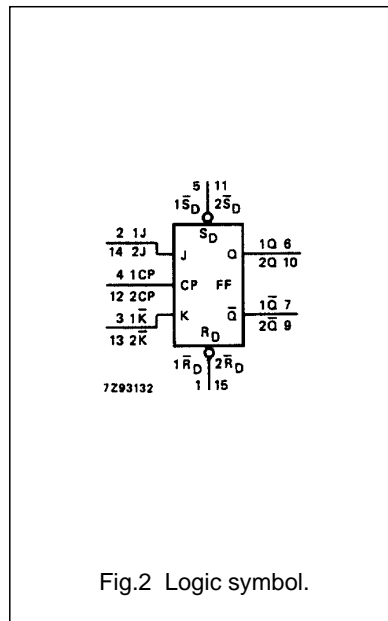 5 11
1S̅D 2S̅D
SD
2 1J
14 2J
J
Q
1Q 6
2Q 10
4 1CP
12 2CP
CP FF
3 1K̅
13 2K̅
K
Q̅
1Q̅ 7
2Q̅ 9
RD
1R̅D 2R̅D
1 15
7Z93132
Fig.2 Logic symbol.